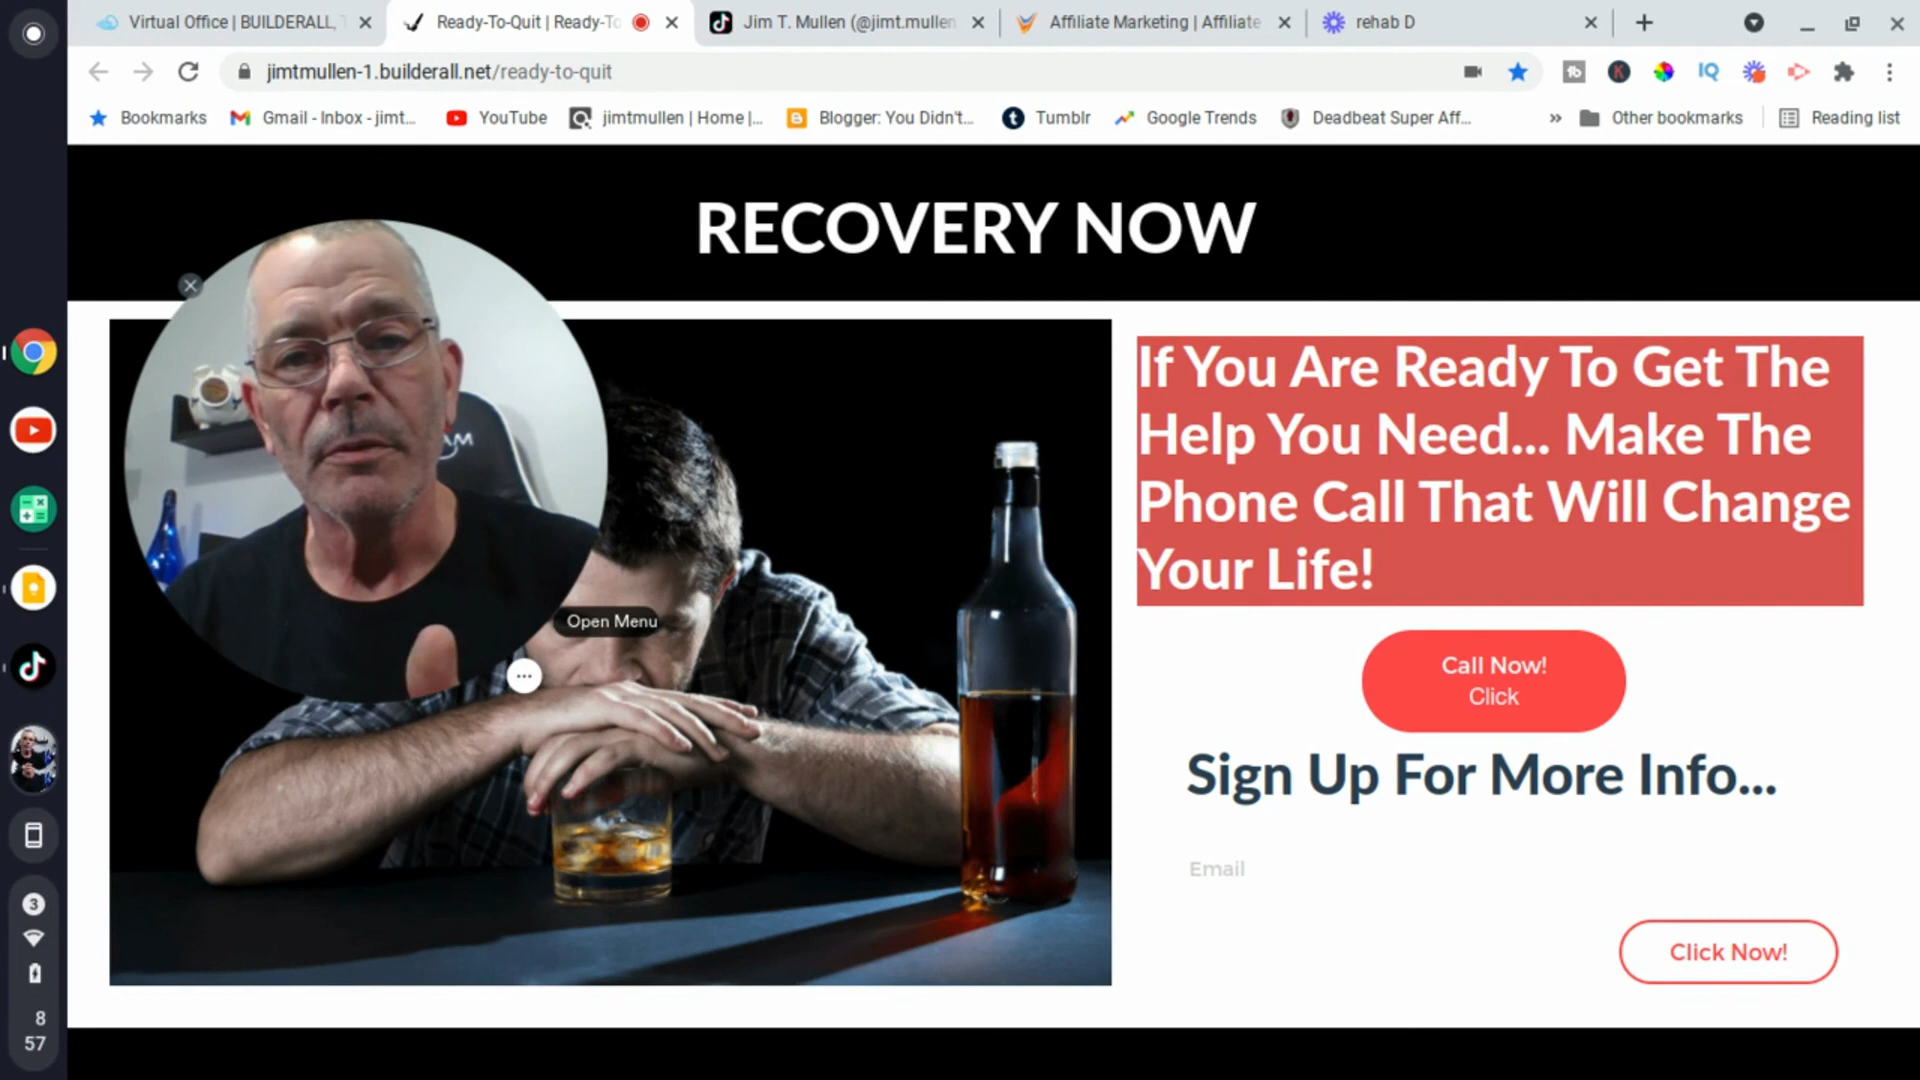 Virtual Office | BUILDERALL,
Ready-To-Quit | Ready-To
Jim T. Mullen (@jimt.mullen
Affiliate Marketing | Affiliate
rehab D
jimtmullen-1.builderall.net/ready-to-quit
tb
K
IQ
Bookmarks
Gmail - Inbox - jimt...
YouTube
jimtmullen | Home |...
Blogger: You Didn't...
Tumblr
Google Trends
Deadbeat Super Aff...
Other bookmarks
Reading list
RECOVERY NOW
If You Are Ready To Get The
Help You Need... Make The
Phone Call That Will Change
Your Life!
Open Menu
Call Now!
Click
Sign Up For More Info...
Email
Click Now!
3
8
57